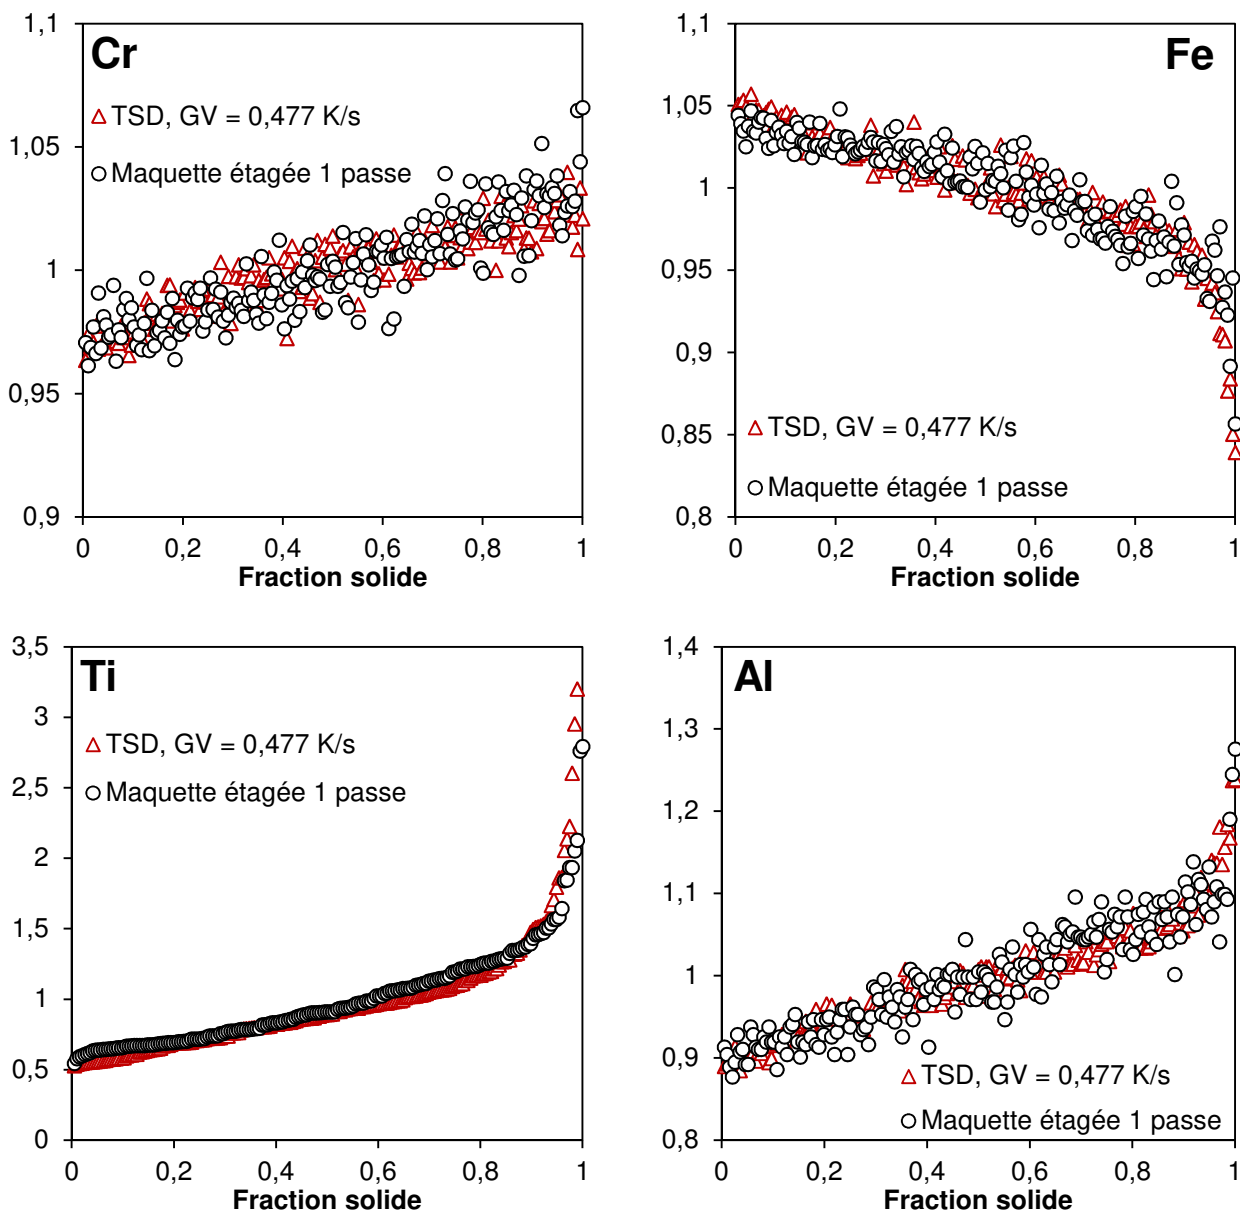 1,1
Cr
TSD, GV = 0,477 K/s
1,05
Maquette étagée 1 passe
1
0,95
0,9
0 0,2 0,4 0,6 0,8 1
Fraction solide
1,1
Fe
1,05
1
0,95
0,9
0,85
TSD, GV = 0,477 K/s
Maquette étagée 1 passe
0,8
0 0,2 0,4 0,6 0,8 1
Fraction solide
3,5
Ti
3
TSD, GV = 0,477 K/s
2,5
Maquette étagée 1 passe
2
1,5
1
0,5
0
0 0,2 0,4 0,6 0,8 1
Fraction solide
1,4
Al
1,3
1,2
1,1
1
0,9
TSD, GV = 0,477 K/s
Maquette étagée 1 passe
0,8
0 0,2 0,4 0,6 0,8 1
Fraction solide